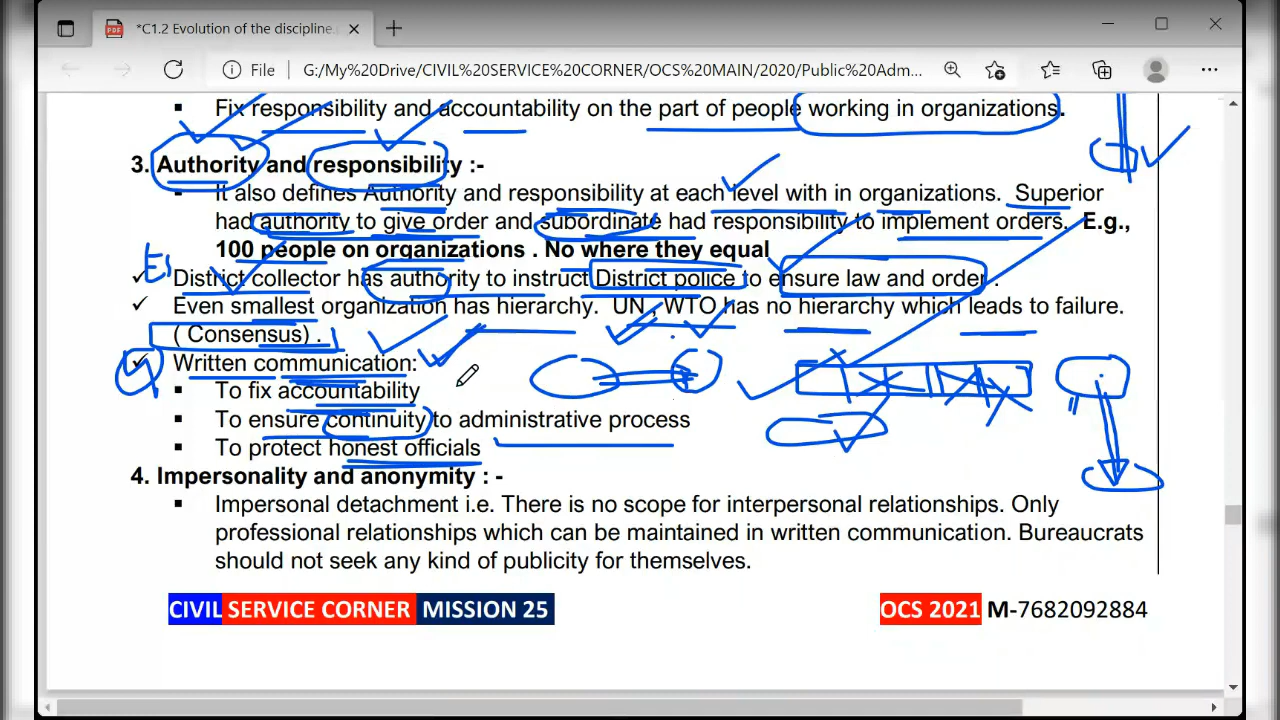 *C1.2 Evolution of the discipline.
File
G:/My%20Drive/CIVIL%20SERVICE%20CORNER/OCS%20MAIN/2020/Public%20Adm...
▪ Fix responsibility and accountability on the part of people working in organizations.
3. Authority and responsibility :-
▪ It also defines Authority and responsibility at each level with in organizations. Superior
had authority to give order and subordinate had responsibility to implement orders. E.g.,
100 people on organizations . No where they equal
✓ District collector has authority to instruct District police to ensure law and order .
✓ Even smallest organization has hierarchy. UN , WTO has no hierarchy which leads to failure.
( Consensus) .
✓ Written communication:
▪ To fix accountability
▪ To ensure continuity to administrative process
▪ To protect honest officials
4. Impersonality and anonymity : -
▪ Impersonal detachment i.e. There is no scope for interpersonal relationships. Only
professional relationships which can be maintained in written communication. Bureaucrats
should not seek any kind of publicity for themselves.
CIVIL SERVICE CORNER MISSION 25
OCS 2021 M-7682092884